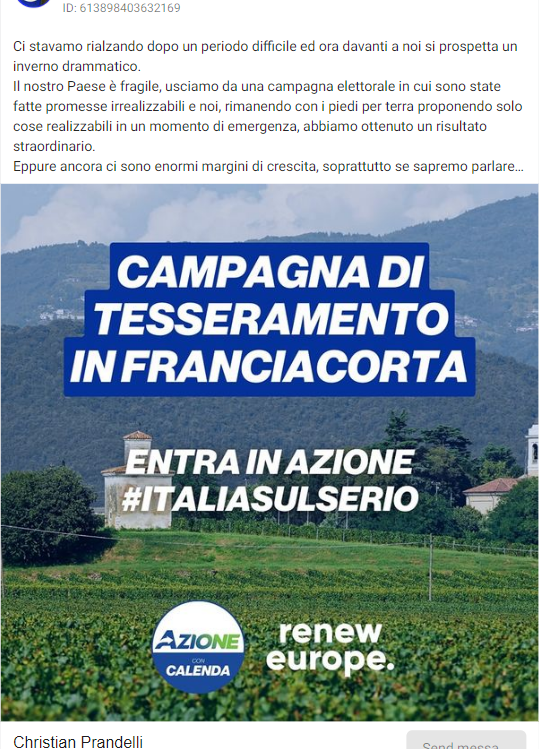 ID: 613898403632169
Ci stavamo rialzando dopo un periodo difficile ed ora davanti a noi si prospetta un
inverno drammatico.
Il nostro Paese è fragile, usciamo da una campagna elettorale in cui sono state
fatte promesse irrealizzabili e noi, rimanendo con i piedi per terra proponendo solo
cose realizzabili in un momento di emergenza, abbiamo ottenuto un risultato
straordinario.
Eppure ancora ci sono enormi margini di crescita, soprattutto se sapremo parlare...
CAMPAGNA DI
TESSERAMENTO
IN FRANCIACORTA
ENTRA IN AZIONE
#ITALIASULSERIO
AZIONE
CON
CALENDA
renew
europe.
Christian Prandelli
Send messa